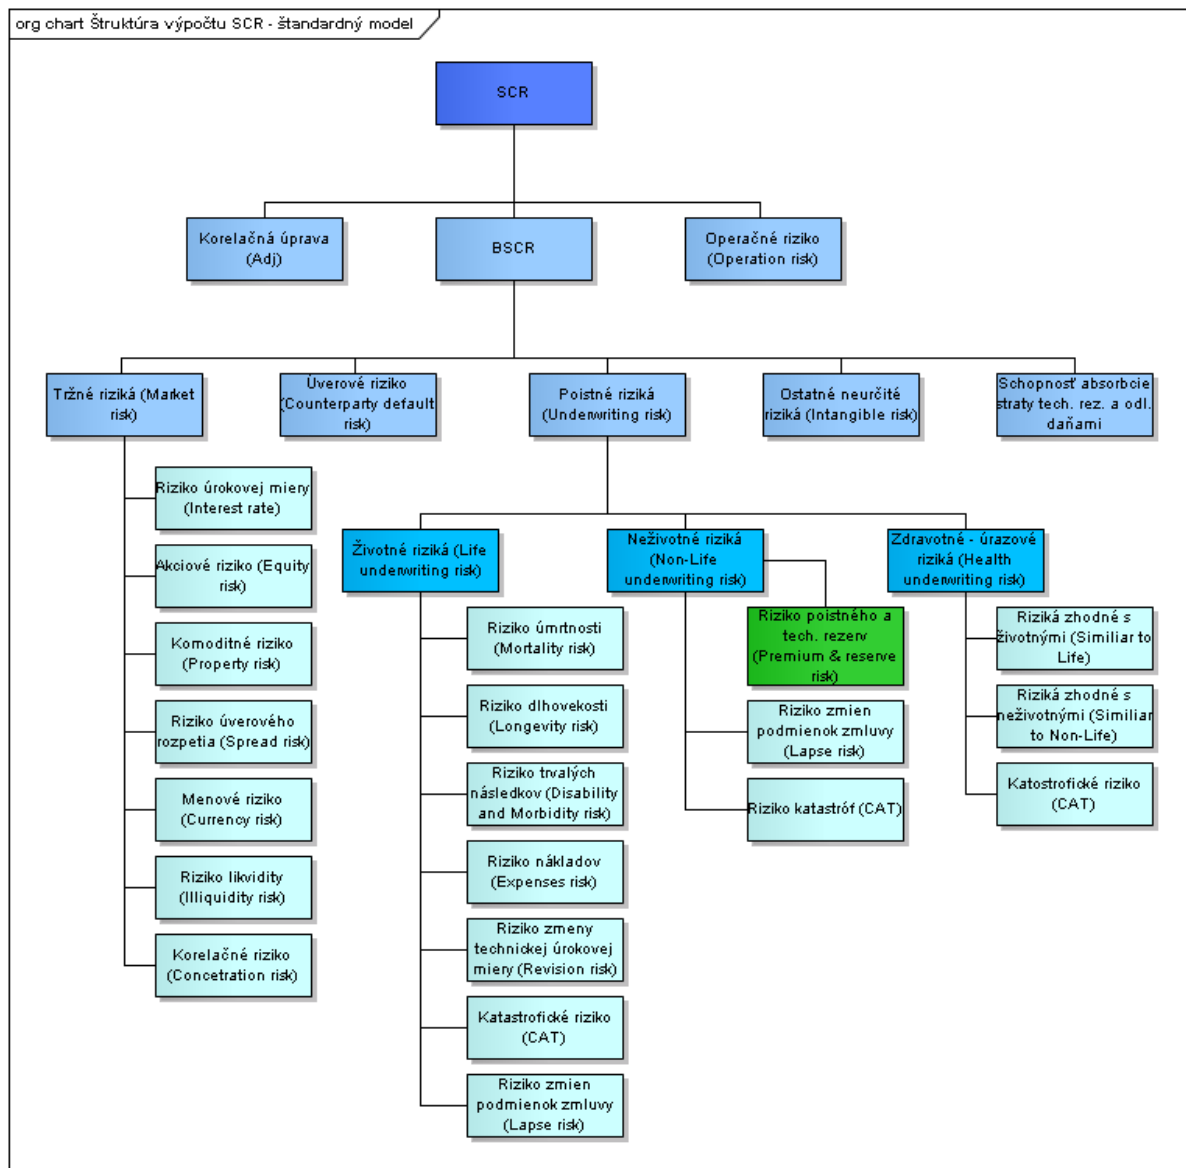 org chart Štruktúra výpočtu SCR - štandardný model
SCR
Korelačná úprava
(Adj)
BSCR
Operačné riziko
(Operation risk)
Tržné riziká (Market
risk)
Úverové riziko
(Counterparty default
risk)
Poistné riziká
(Underwriting risk)
Ostatné neurčité
riziká (Intangible risk)
Schopnosť absorbcie
straty tech. rez. a odl.
daňami
Riziko úrokovej miery
(Interest rate)
Akciové riziko (Equity
risk)
Komoditné riziko
(Property risk)
Riziko úverového
rozpetia (Spread risk)
Menové riziko
(Currency risk)
Riziko likvidity
(Illiquidity risk)
Korelačné riziko
(Concetration risk)
Životné riziká (Life
underwriting risk)
Riziko úmrtnosti
(Mortality risk)
Riziko dlhovekosti
(Longevity risk)
Riziko trvalých
následkov (Disability
and Morbidity risk)
Riziko nákladov
(Expenses risk)
Riziko zmeny
technickej úrokovej
miery (Revision risk)
Katastrofické riziko
(CAT)
Riziko zmien
podmienok zmluvy
(Lapse risk)
Neživotné riziká
(Non-Life
underwriting risk)
Riziko poistného a
tech. rezerv
(Premium & reserve
risk)
Riziko zmien
podmienok zmluvy
(Lapse risk)
Riziko katastróf (CAT)
Zdravotné - úrazové
riziká (Health
underwriting risk)
Riziká zhodné s
životnými (Similiar to
Life)
Riziká zhodné s
neživotnými (Similiar
to Non-Life)
Katostrofické riziko
(CAT)